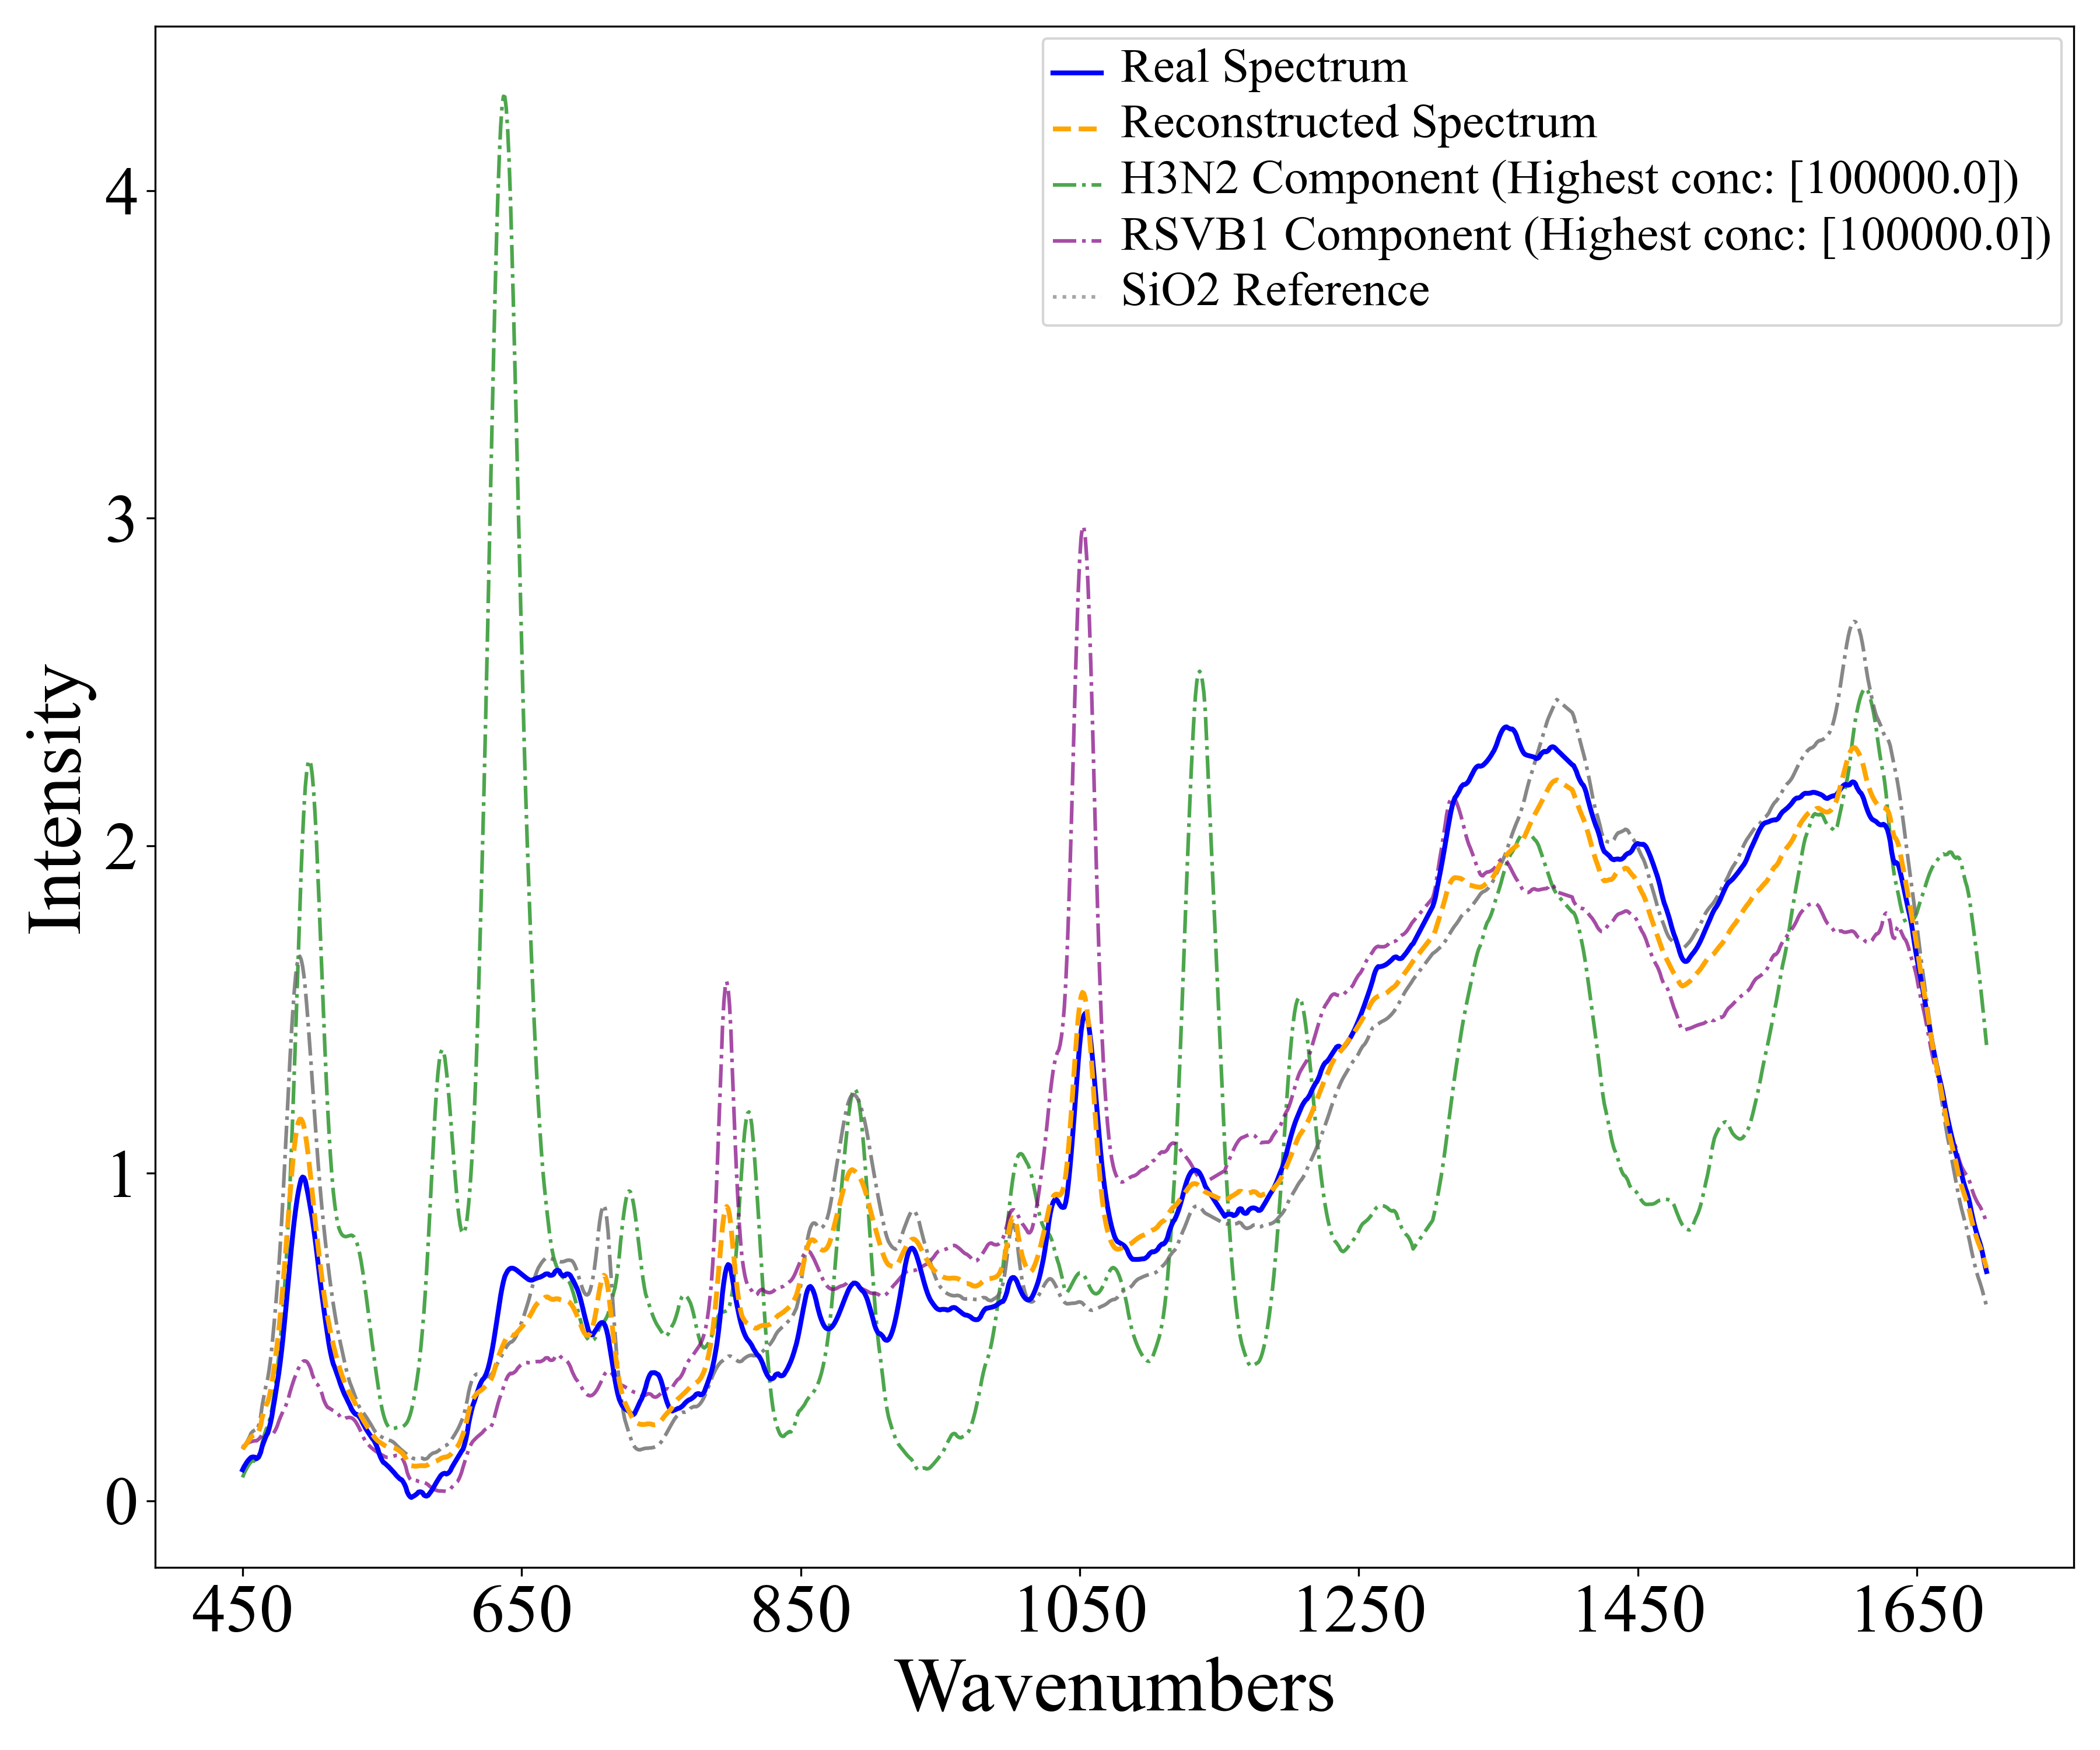 Real Spectrum
Reconstructed Spectrum
H3N2 Component (Highest conc: [100000.0])
RSVB1 Component (Highest conc: [100000.0])
SiO2 Reference
Intensity
4
3
2
1
0
450 650 850 1050 1250 1450 1650
Wavenumbers